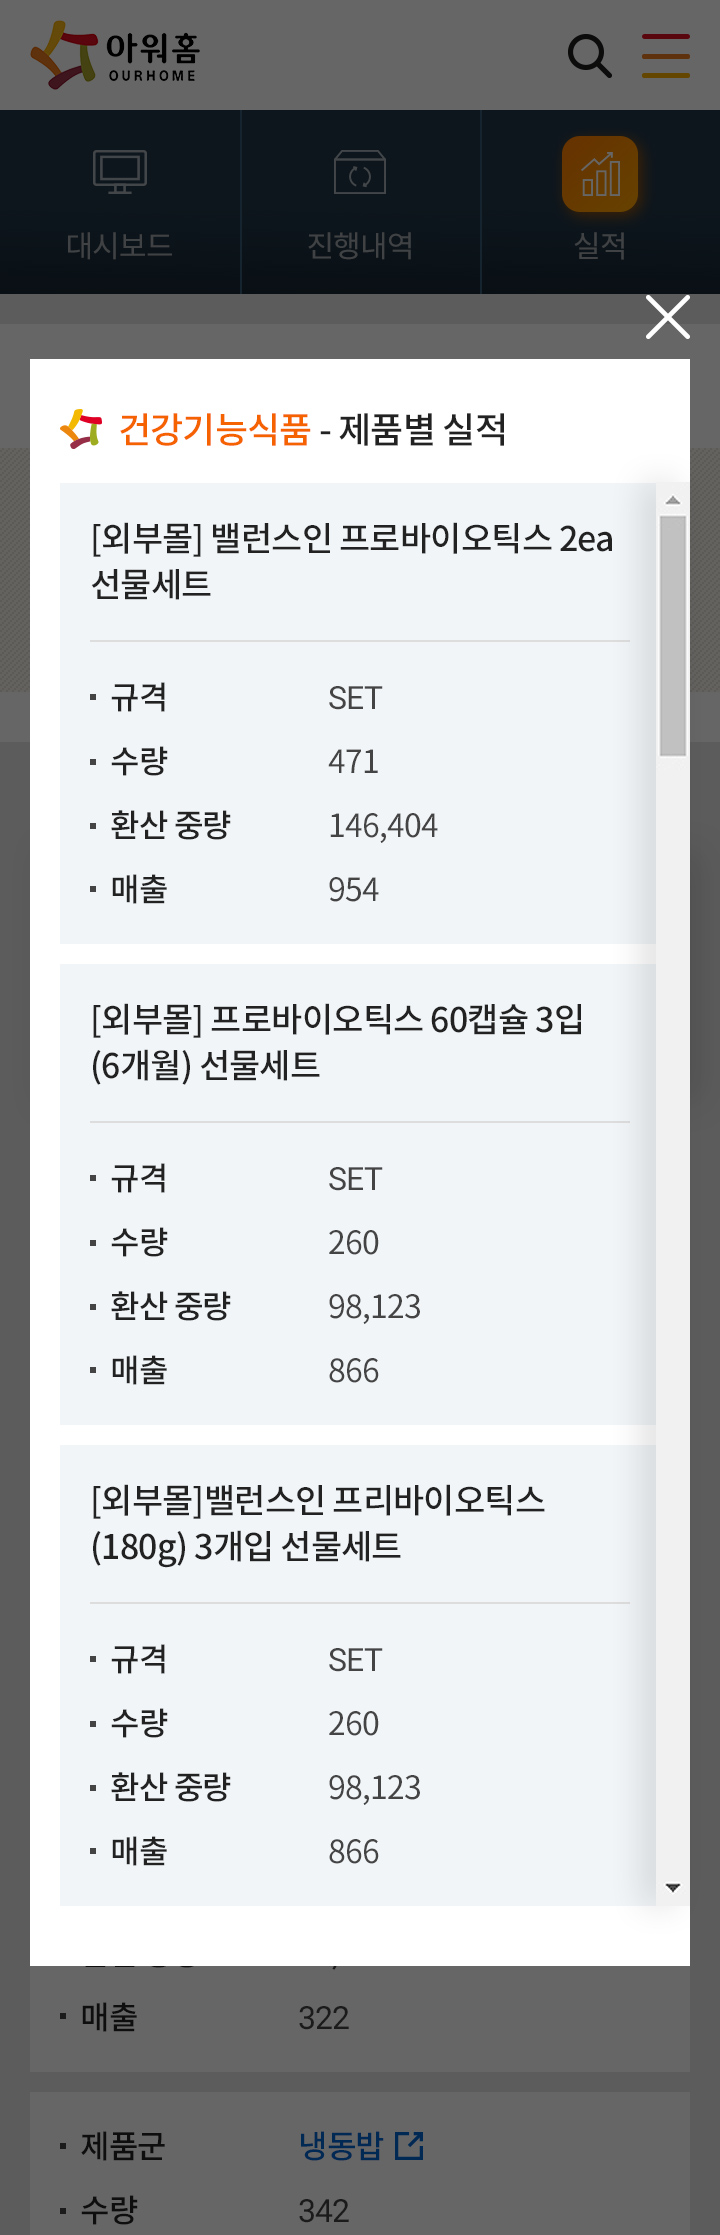 아워홈
OURHOME
대시보드
진행내역
실적
건강기능식품 - 제품별 실적
[외부몰] 밸런스인 프로바이오틱스 2ea
선물세트
규격 SET
수량 471
환산 중량 146,404
매출 954
[외부몰] 프로바이오틱스 60캡슐 3입
(6개월) 선물세트
규격 SET
수량 260
환산 중량 98,123
매출 866
[외부몰]밸런스인 프리바이오틱스
(180g) 3개입 선물세트
규격 SET
수량 260
환산 중량 98,123
매출 866
매출 322
제품군 냉동밥
수량 342